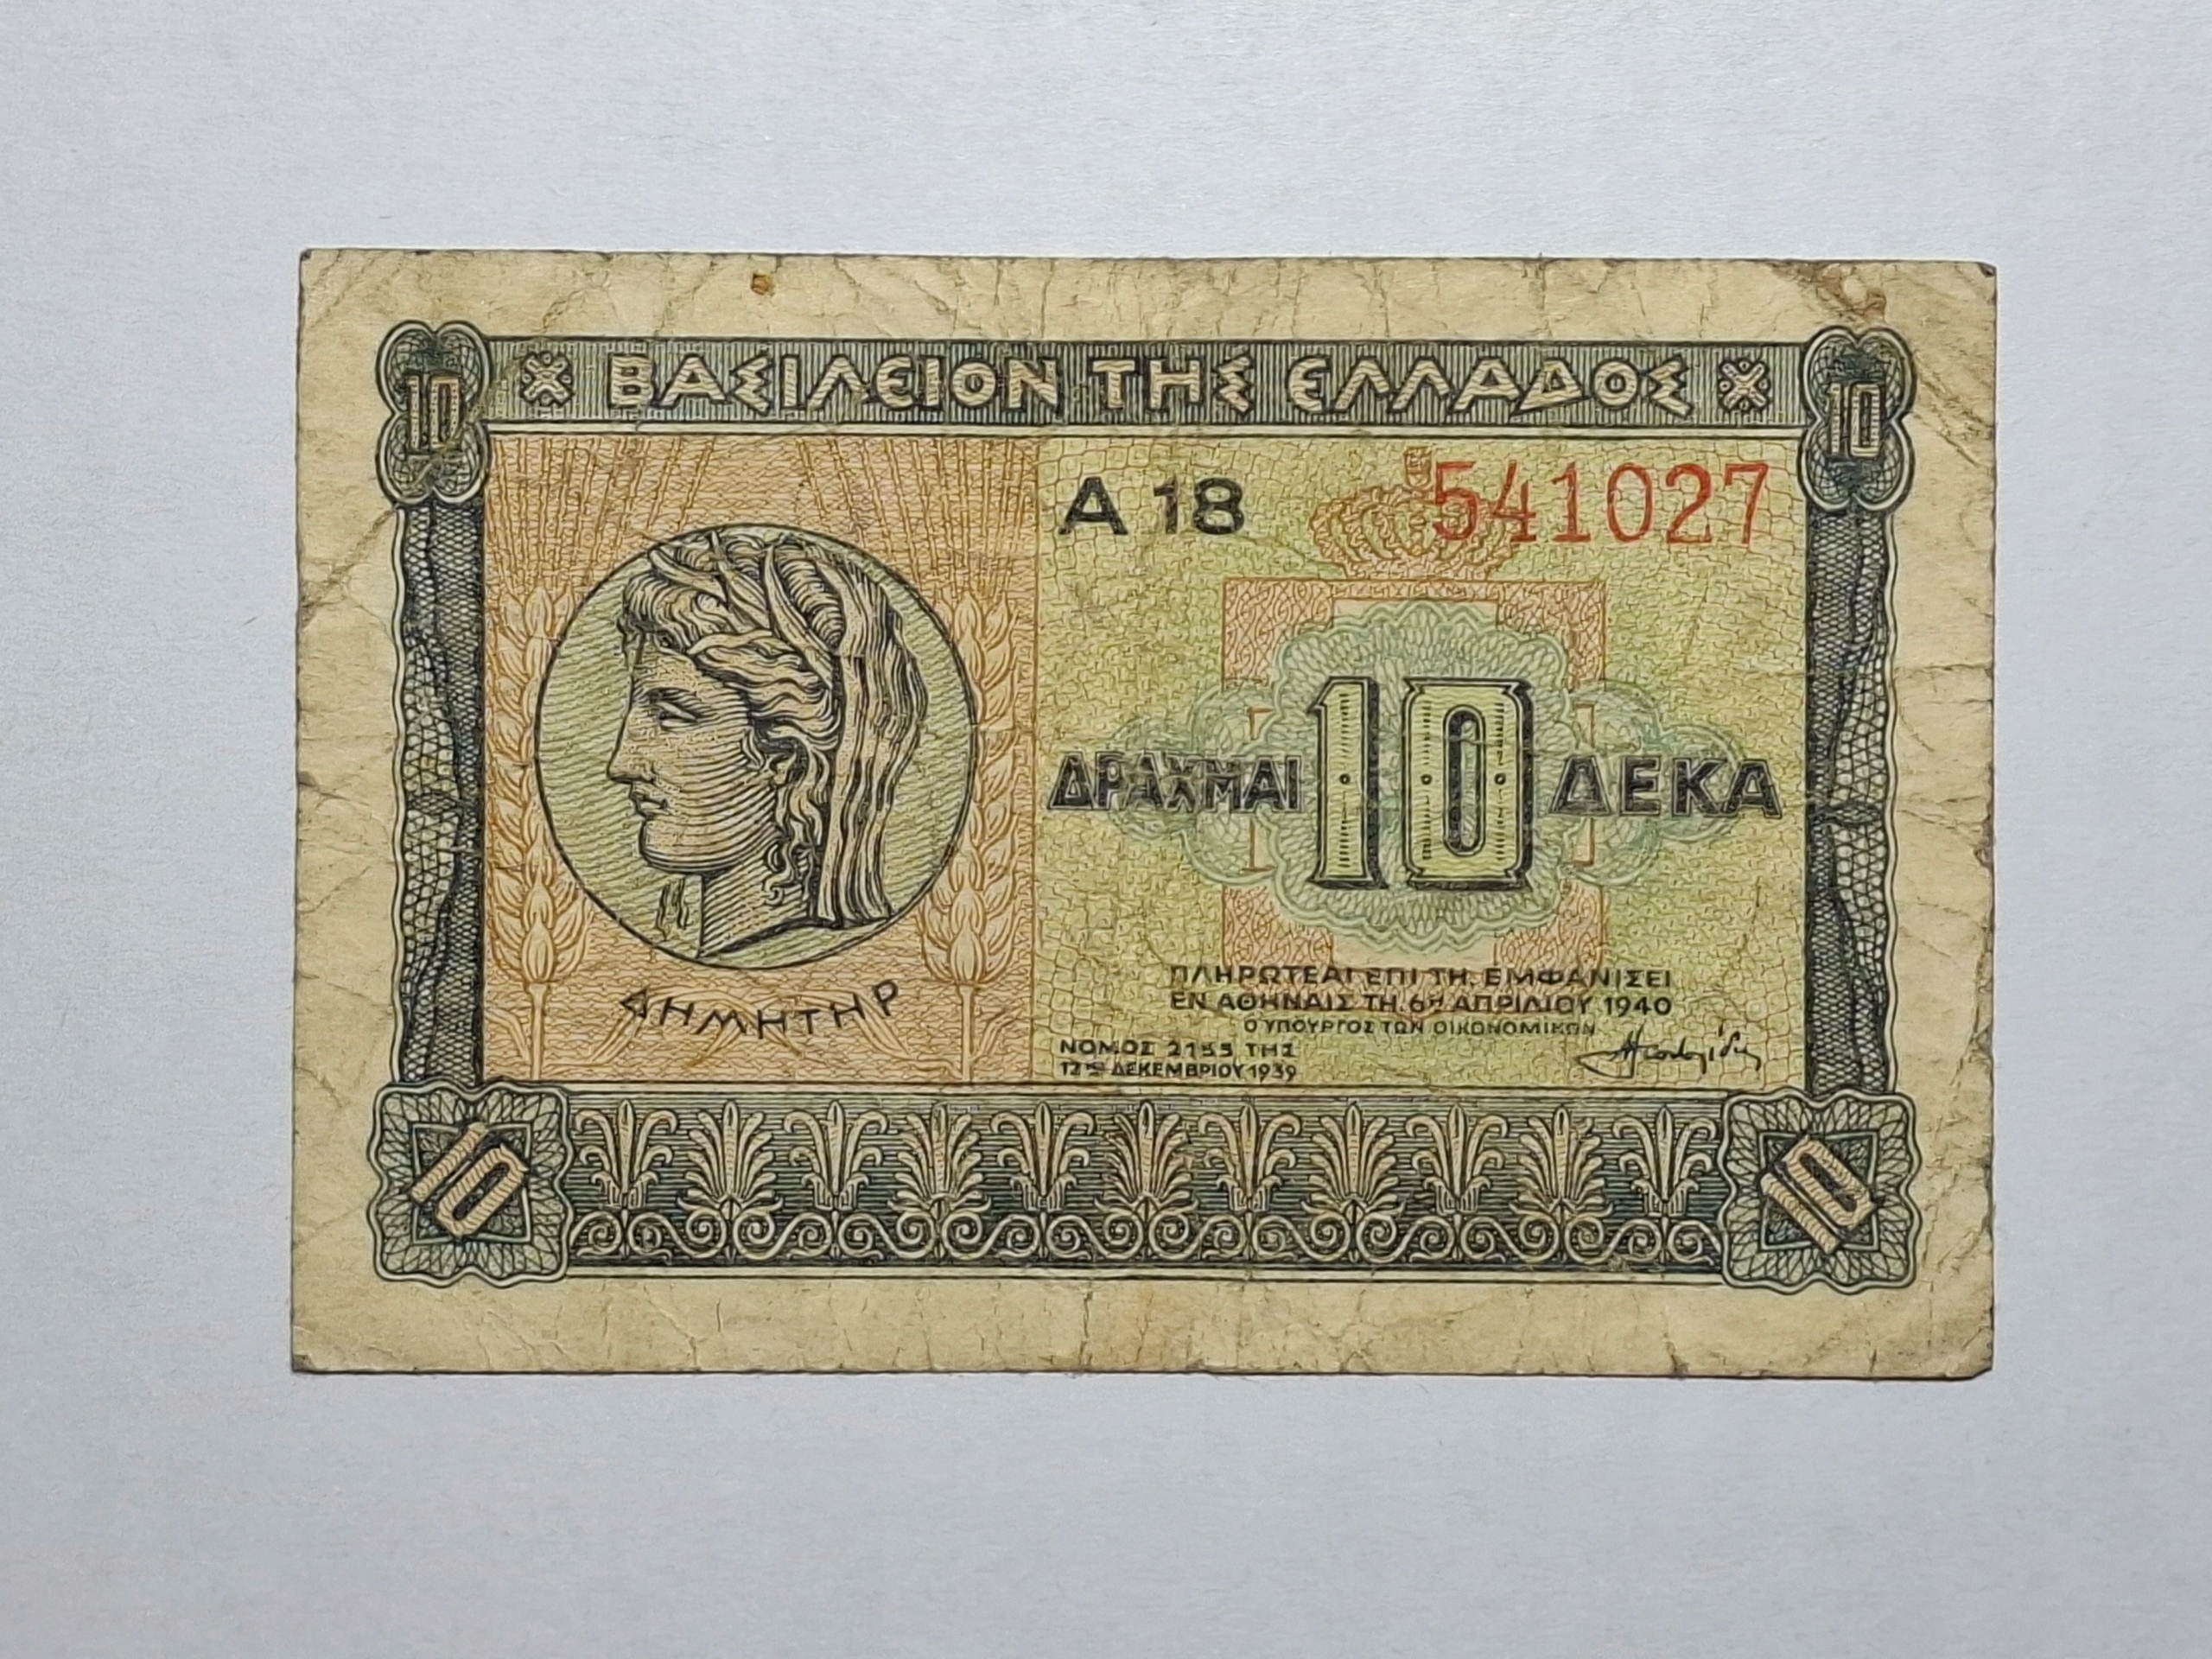 10 ΒΑΣΙΛΕΙΟΝ ΤΗΣ ΕΛΛΑΔΟΣ 10
Α 18 541027
ΔΡΑΧΜΑΙ 10 ΔΕΚΑ
ΔΗΜΗΤΗΡ
ΠΛΗΡΩΤΕΑΙ ΕΠΙ ΤΗ ΕΜΦΑΝΙΣΕΙ
ΕΝ ΑΘΗΝΑΙΣ ΤΗ 6ῃ ΑΠΡΙΛΙΟΥ 1940
Ο ΥΠΟΥΡΓΟΣ ΤΩΝ ΟΙΚΟΝΟΜΙΚΩΝ
ΝΟΜΟΣ 2155 ΤΗΣ
12ης ΔΕΚΕΜΒΡΙΟΥ 1939
10 10